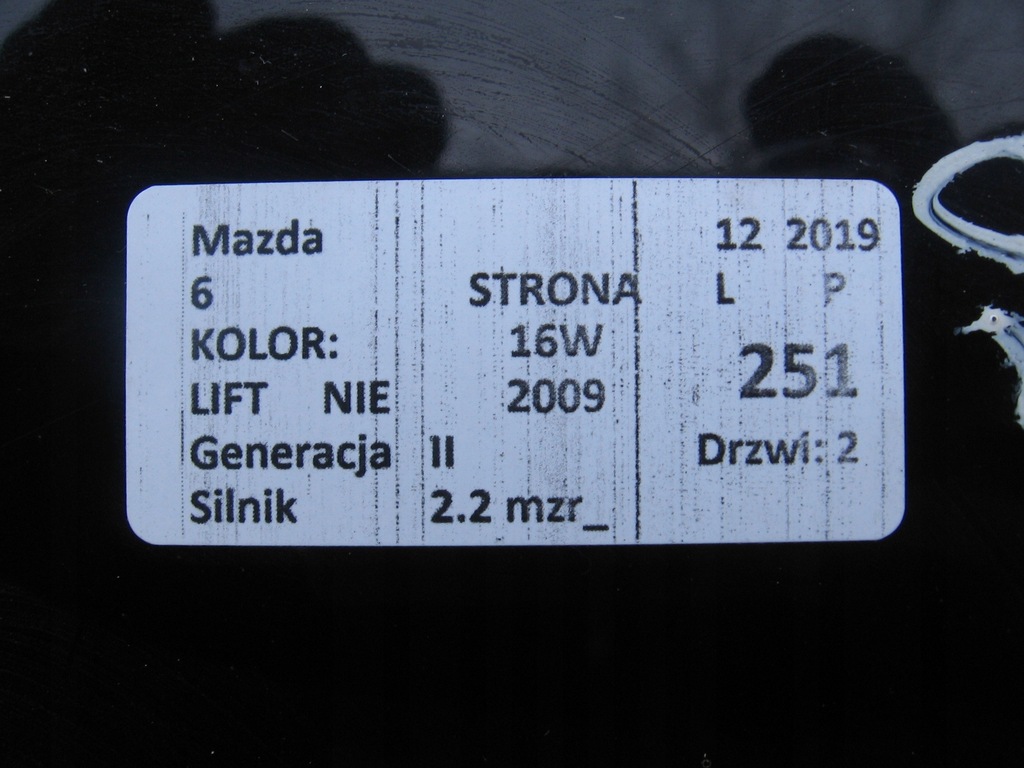 Mazda 12 2019
6 STRONA L P
KOLOR: 16W
251
LIFT NIE 2009
Generacja II Drzwi: 2
Silnik 2.2 mzr_